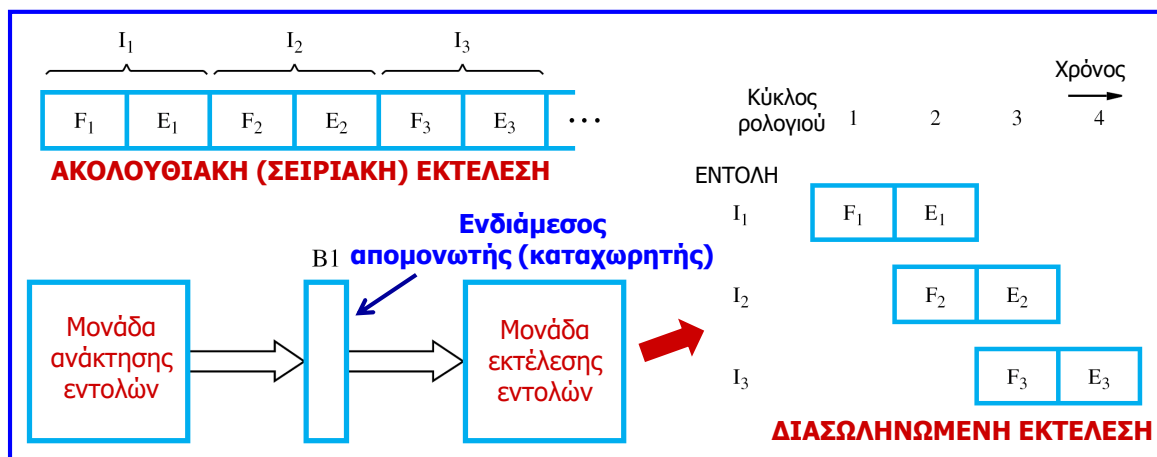 I1 I2 I3
F1 E1 F2 E2 F3 E3 ...
ΑΚΟΛΟΥΘΙΑΚΗ (ΣΕΙΡΙΑΚΗ) ΕΚΤΕΛΕΣΗ
Ενδιάμεσος
απομονωτής (καταχωρητής)
B1
Μονάδα
ανάκτησης
εντολών
Μονάδα
εκτέλεσης
εντολών
Χρόνος
Κύκλος
ρολογιού 1 2 3 4
ΕΝΤΟΛΗ
I1 F1 E1
I2 F2 E2
I3 F3 E3
ΔΙΑΣΩΛΗΝΩΜΕΝΗ ΕΚΤΕΛΕΣΗ